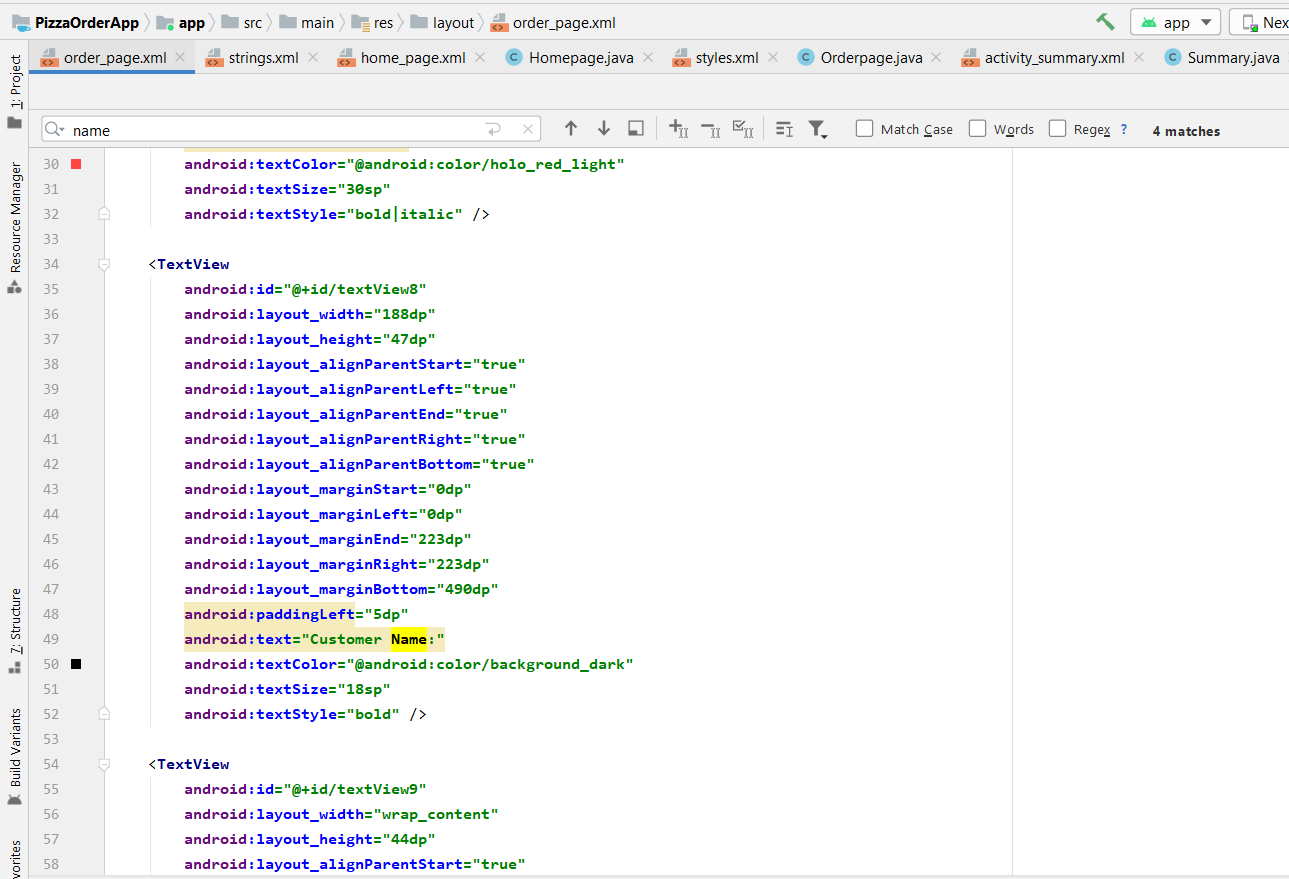 PizzaOrderApp app src main res layout order_page.xml app Nex
order_page.xml strings.xml home_page.xml Homepage.java styles.xml Orderpage.java activity_summary.xml Summary.java
name Match Case Words Regex ? 4 matches
1: Project
Resource Manager
7: Structure
Build Variants
vorites
30 android:textColor="@android:color/holo_red_light"
31 android:textSize="30sp"
32 android:textStyle="bold|italic" />
33
34 <TextView
35 android:id="@+id/textView8"
36 android:layout_width="188dp"
37 android:layout_height="47dp"
38 android:layout_alignParentStart="true"
39 android:layout_alignParentLeft="true"
40 android:layout_alignParentEnd="true"
41 android:layout_alignParentRight="true"
42 android:layout_alignParentBottom="true"
43 android:layout_marginStart="0dp"
44 android:layout_marginLeft="0dp"
45 android:layout_marginEnd="223dp"
46 android:layout_marginRight="223dp"
47 android:layout_marginBottom="490dp"
48 android:paddingLeft="5dp"
49 android:text="Customer Name:"
50 android:textColor="@android:color/background_dark"
51 android:textSize="18sp"
52 android:textStyle="bold" />
53
54 <TextView
55 android:id="@+id/textView9"
56 android:layout_width="wrap_content"
57 android:layout_height="44dp"
58 android:layout_alignParentStart="true"